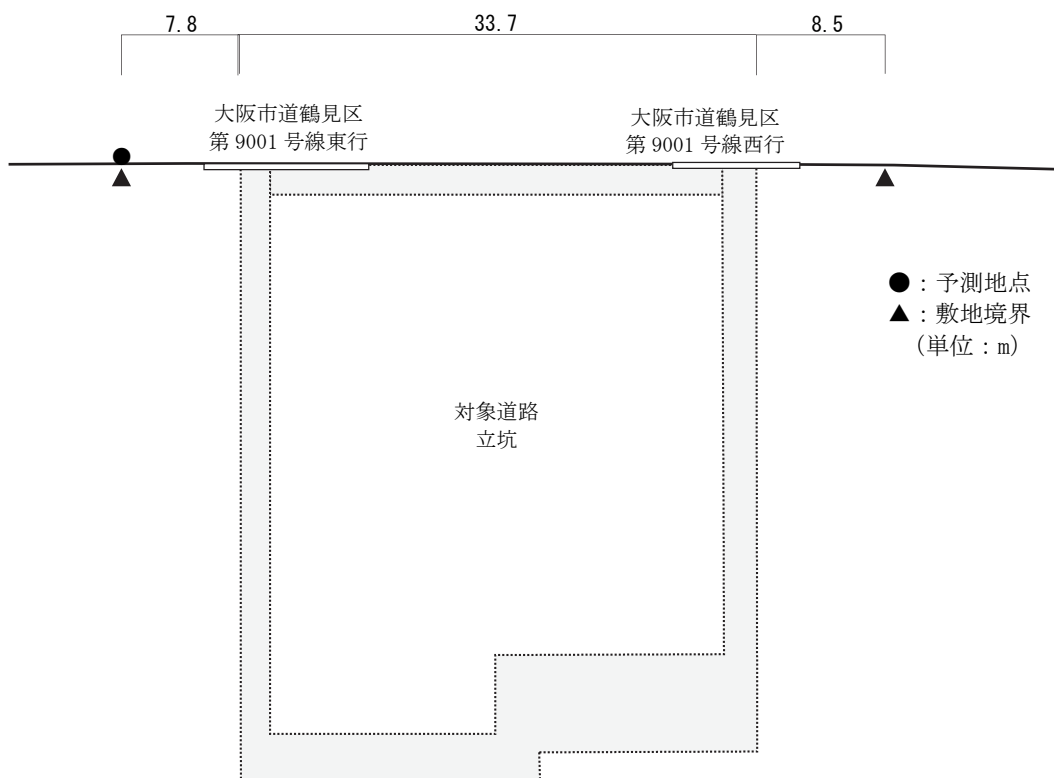 7.8
33.7
8.5
大阪市道鶴見区
第 9001 号線東行
大阪市道鶴見区
第 9001 号線西行
● : 予測地点
▲ : 敷地境界
(単位 : m)
対象道路
立坑